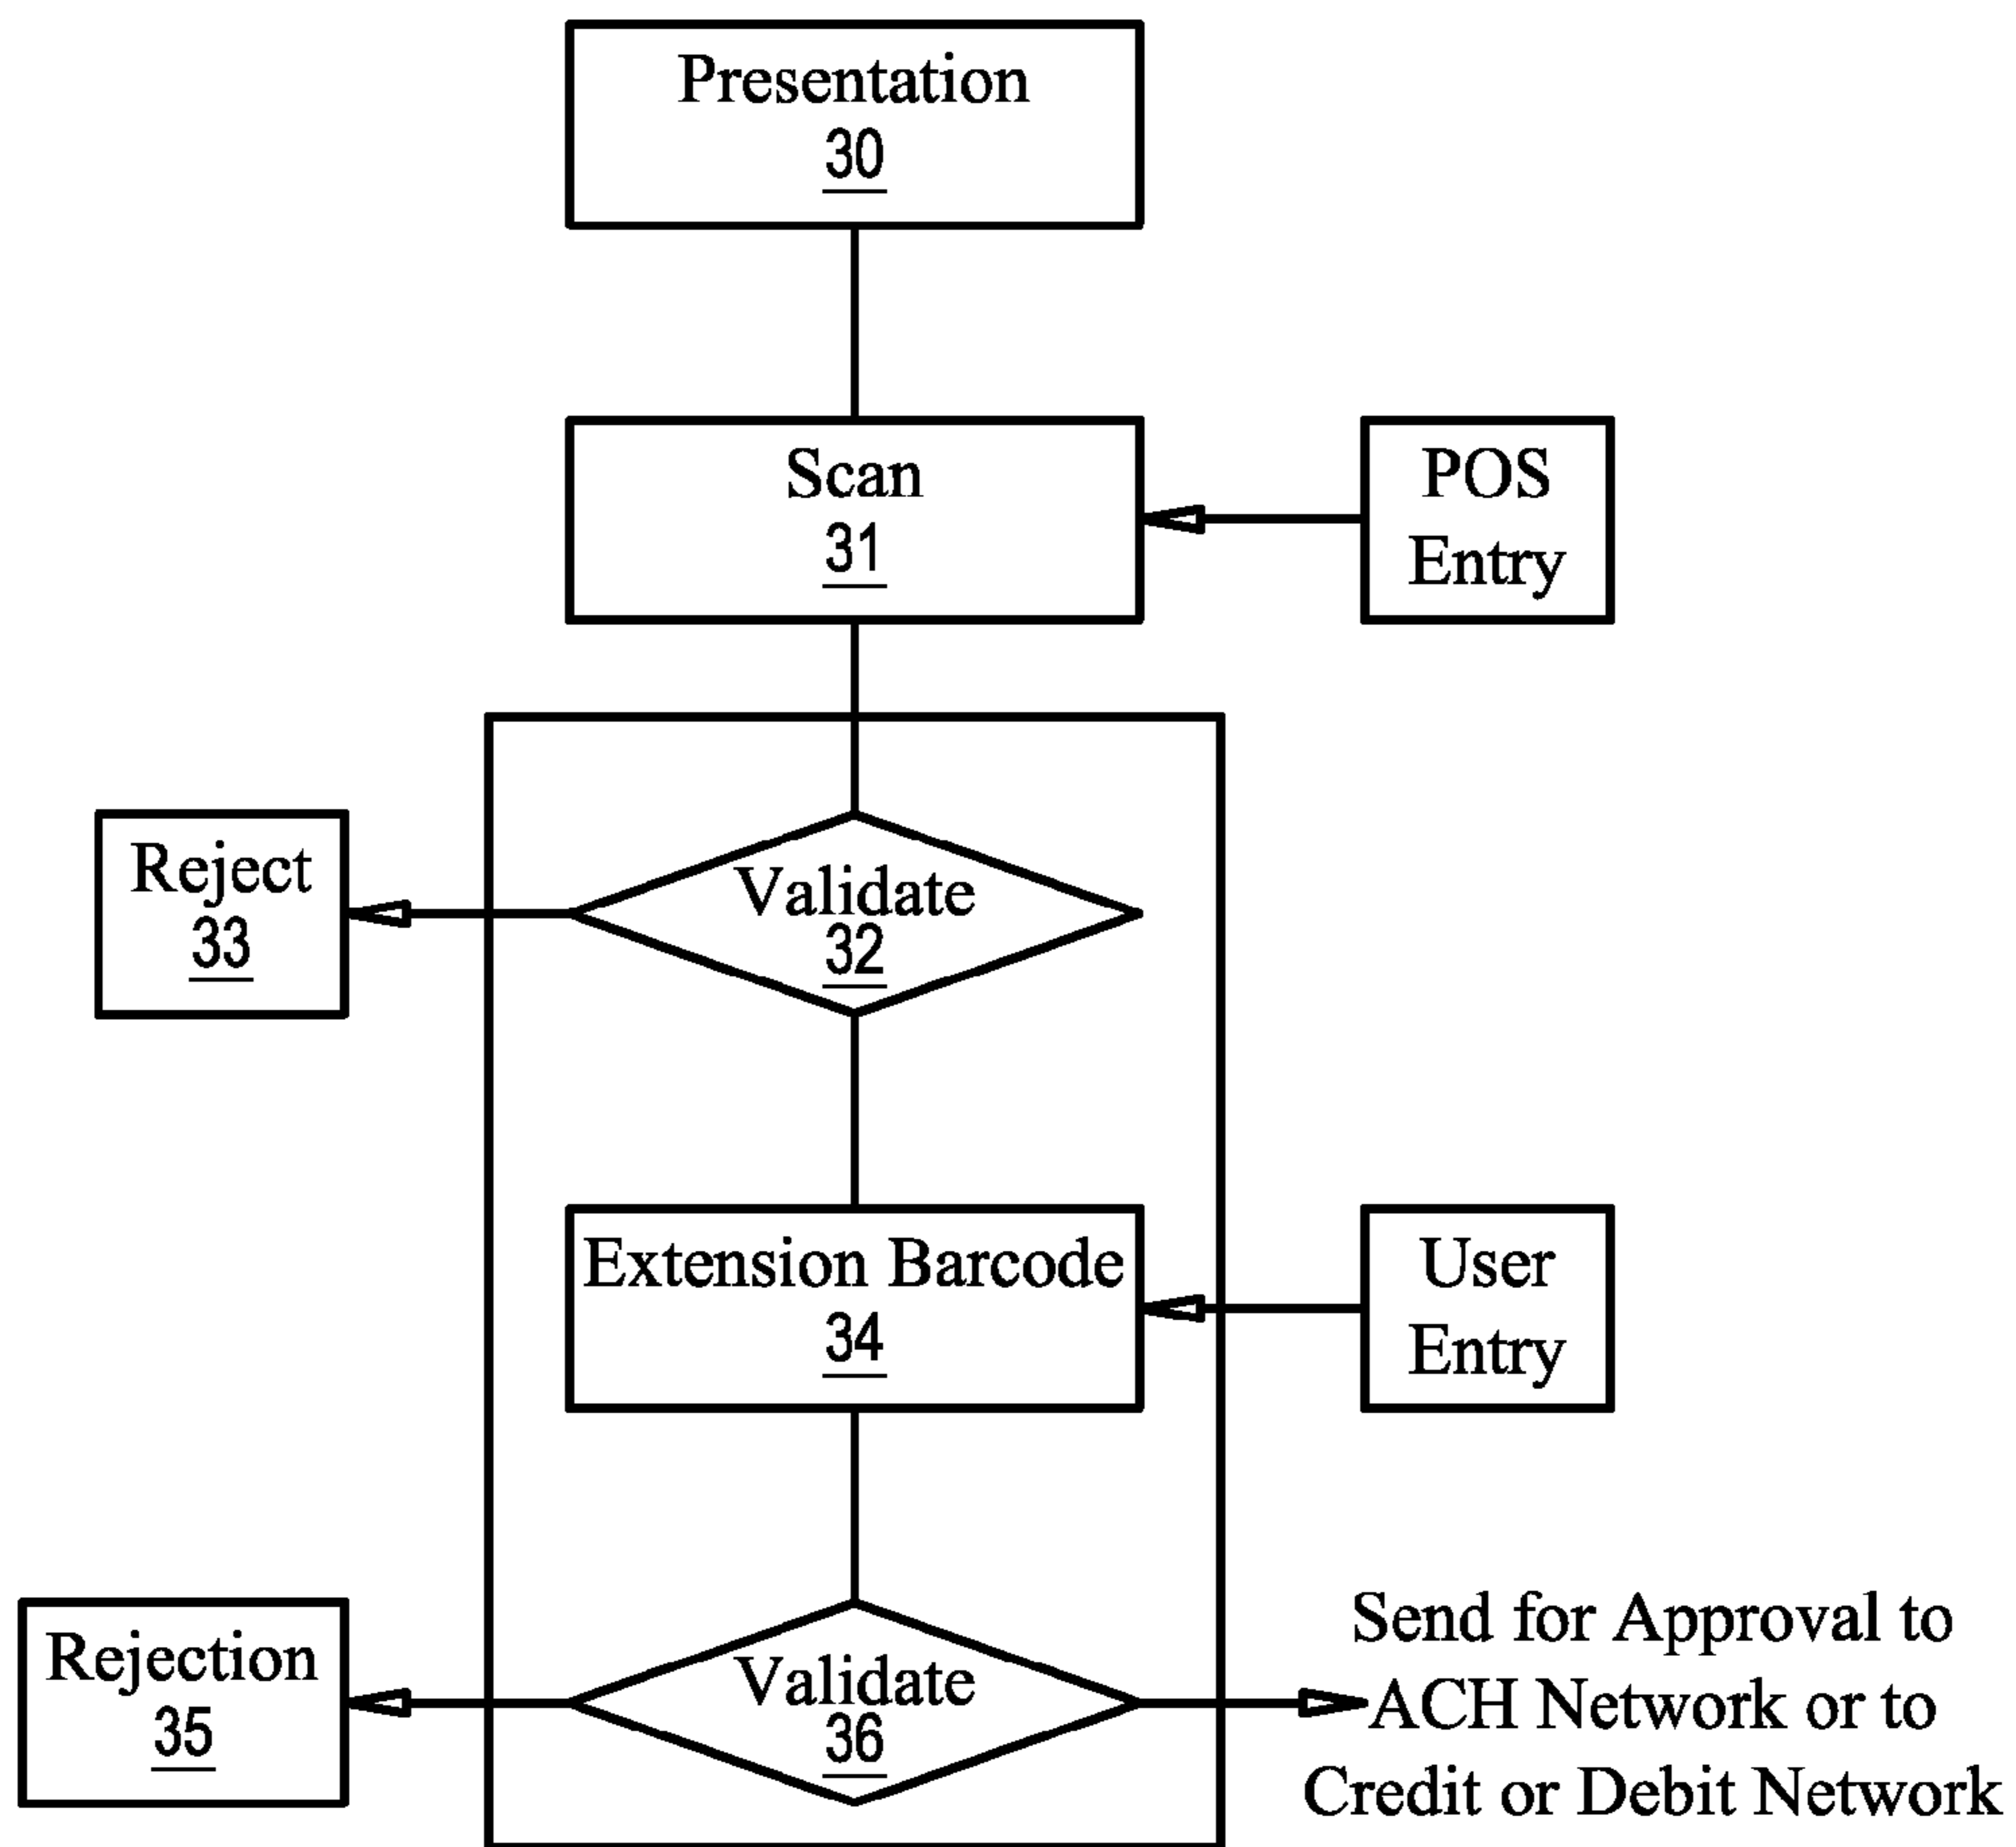 Presentation
30
Scan
31
POS
Entry
Reject
33
Validate
32
Extension Barcode
34
User
Entry
Rejection
35
Validate
36
Send for Approval to
ACH Network or to
Credit or Debit Network